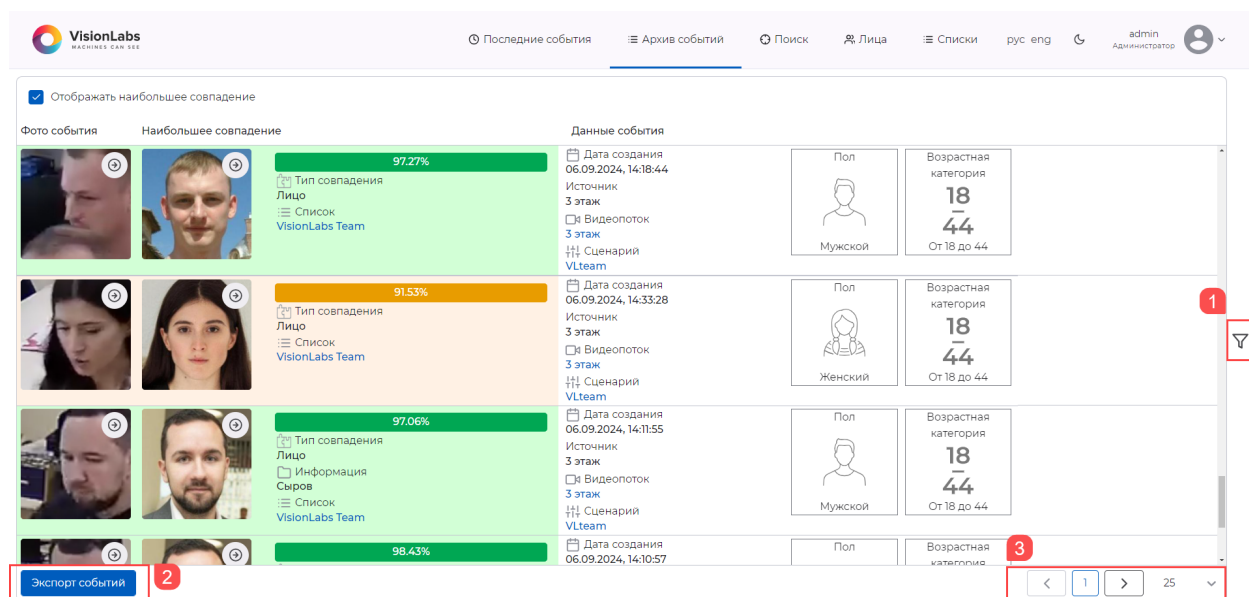 VisionLabs
MACHINES CAN SEE
Последние события
Архив событий
Поиск
Лица
Списки
рус eng
admin
Администратор
Отображать наибольшее совпадение
Фото события
Наибольшее совпадение
Данные события
97.27%
Тип совпадения
Лицо
Список
VisionLabs Team
Дата создания
06.09.2024, 14:18:44
Источник
3 этаж
Видеопоток
3 этаж
Сценарий
VLteam
Пол
Мужской
Возрастная
категория
18
44
От 18 до 44
91.53%
Тип совпадения
Лицо
Список
VisionLabs Team
Дата создания
06.09.2024, 14:33:28
Источник
3 этаж
Видеопоток
3 этаж
Сценарий
VLteam
Пол
Женский
Возрастная
категория
18
44
От 18 до 44
1
97.06%
Тип совпадения
Лицо
Информация
Сыров
Список
VisionLabs Team
Дата создания
06.09.2024, 14:11:55
Источник
3 этаж
Видеопоток
3 этаж
Сценарий
VLteam
Пол
Мужской
Возрастная
категория
18
44
От 18 до 44
98.43%
Дата создания
06.09.2024, 14:10:57
Пол
Возрастная
категория
3
Экспорт событий
2
1
25